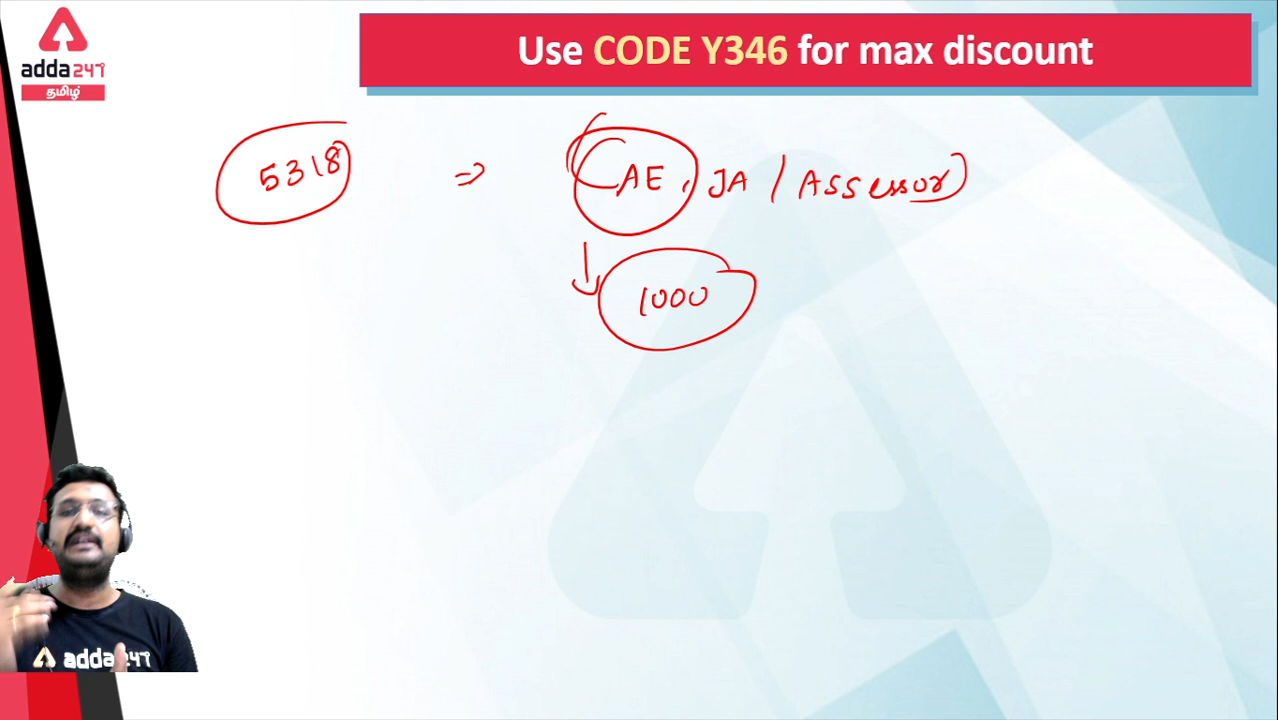 adda247
தமிழ்
Use CODE Y346 for max discount
5318 ⇒ (AE, JA / Assessor)
↓
1000
adda247